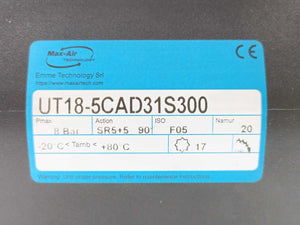 Max-Air
TECHNOLOGY
Emme Technology Srl
https://www.maxairtech.com
CE
UT18-5CAD31S300
Pmax ISO Namur
8 Bar SR5+5 90° F05 20
-20°C < Tamb < +80°C 17
Warning: Unit under pressure. Refer to maintenance instructions